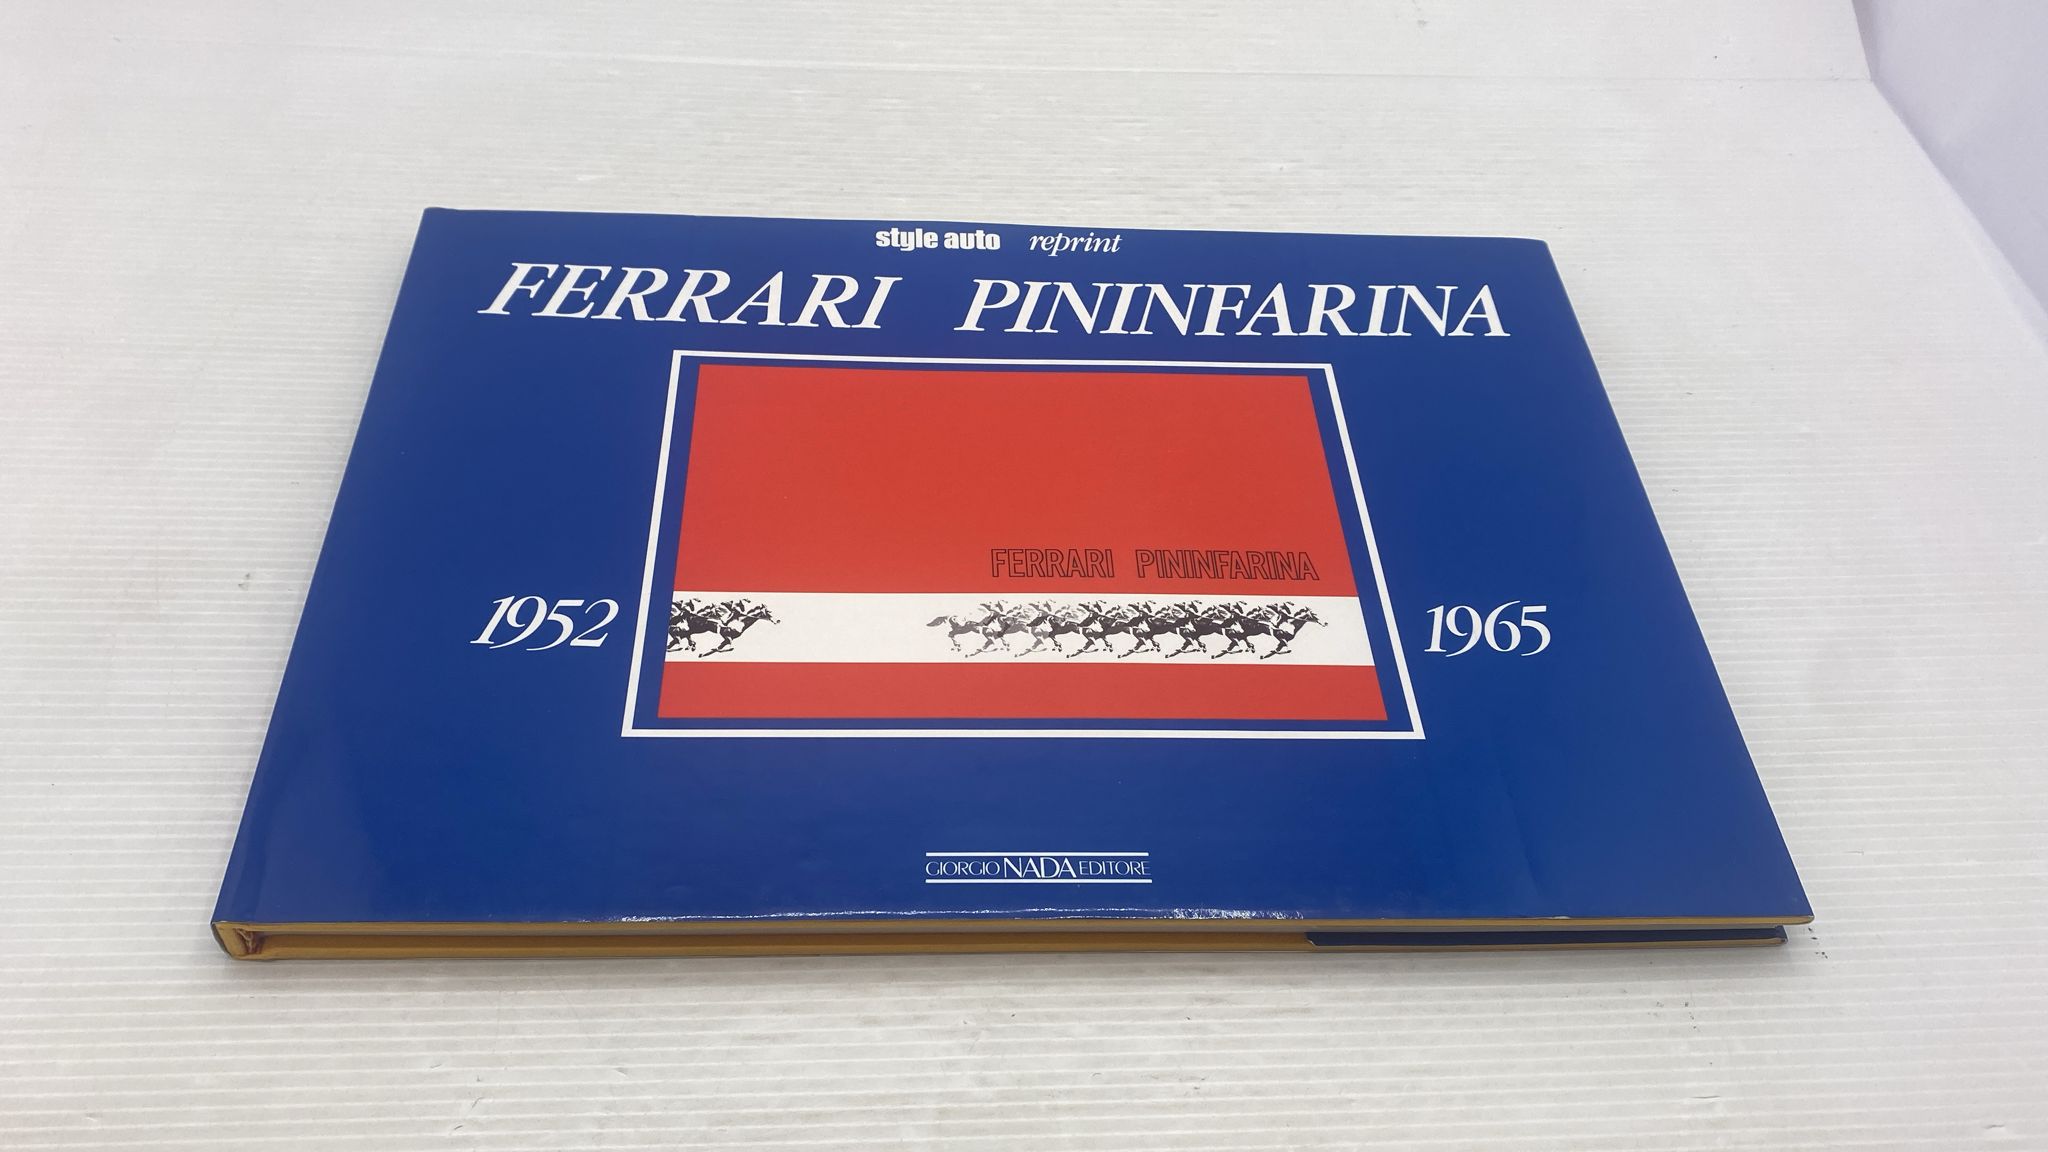 style auto reprint
FERRARI PININFARINA
FERRARI PININFARINA
1952
1965
GIORGIO NADA EDITORE